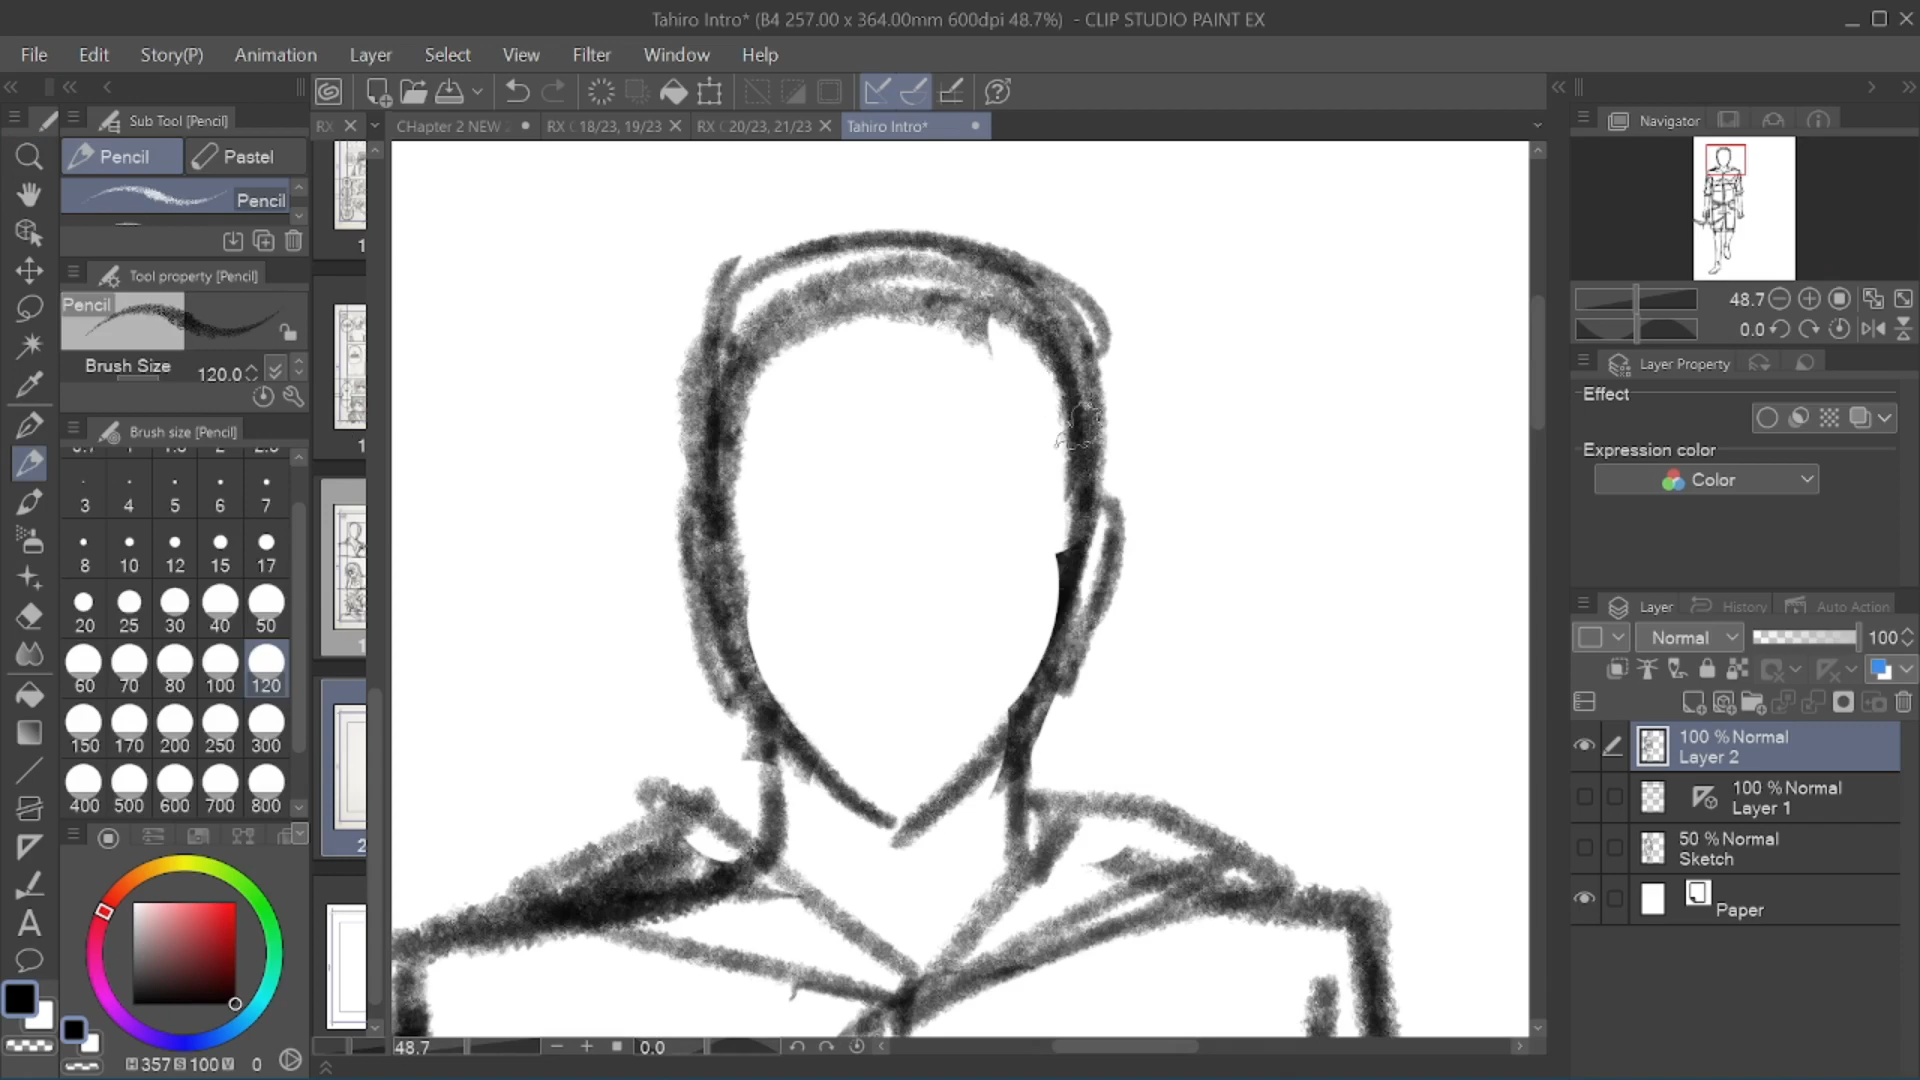 Tahiro Intro* (B4 257.00 x 364.00mm 600dpi 48.7%) - CLIP STUDIO PAINT EX
File Edit Story(P) Animation Layer Select View Filter Window Help
Sub Tool [Pencil]
Pencil Pastel
Pencil
Tool property [Pencil]
Pencil
Brush Size 120.0
Brush size [Pencil]
3 4 5 6 7
8 10 12 15 17
20 25 30 40 50
60 70 80 100 120
150 170 200 250 300
400 500 600 700 800
H 357 S 100 V 0
RX CHapter 2 NEW RX 18/23, 19/23 RX 20/23, 21/23 Tahiro Intro*
1
1
1
2
48.7 0.0
Navigator
48.7
0.0
Layer Property
Effect
Expression color
Color
Layer History Auto Action
Normal 100
100 % Normal
Layer 2
100 % Normal
Layer 1
50 % Normal
Sketch
Paper